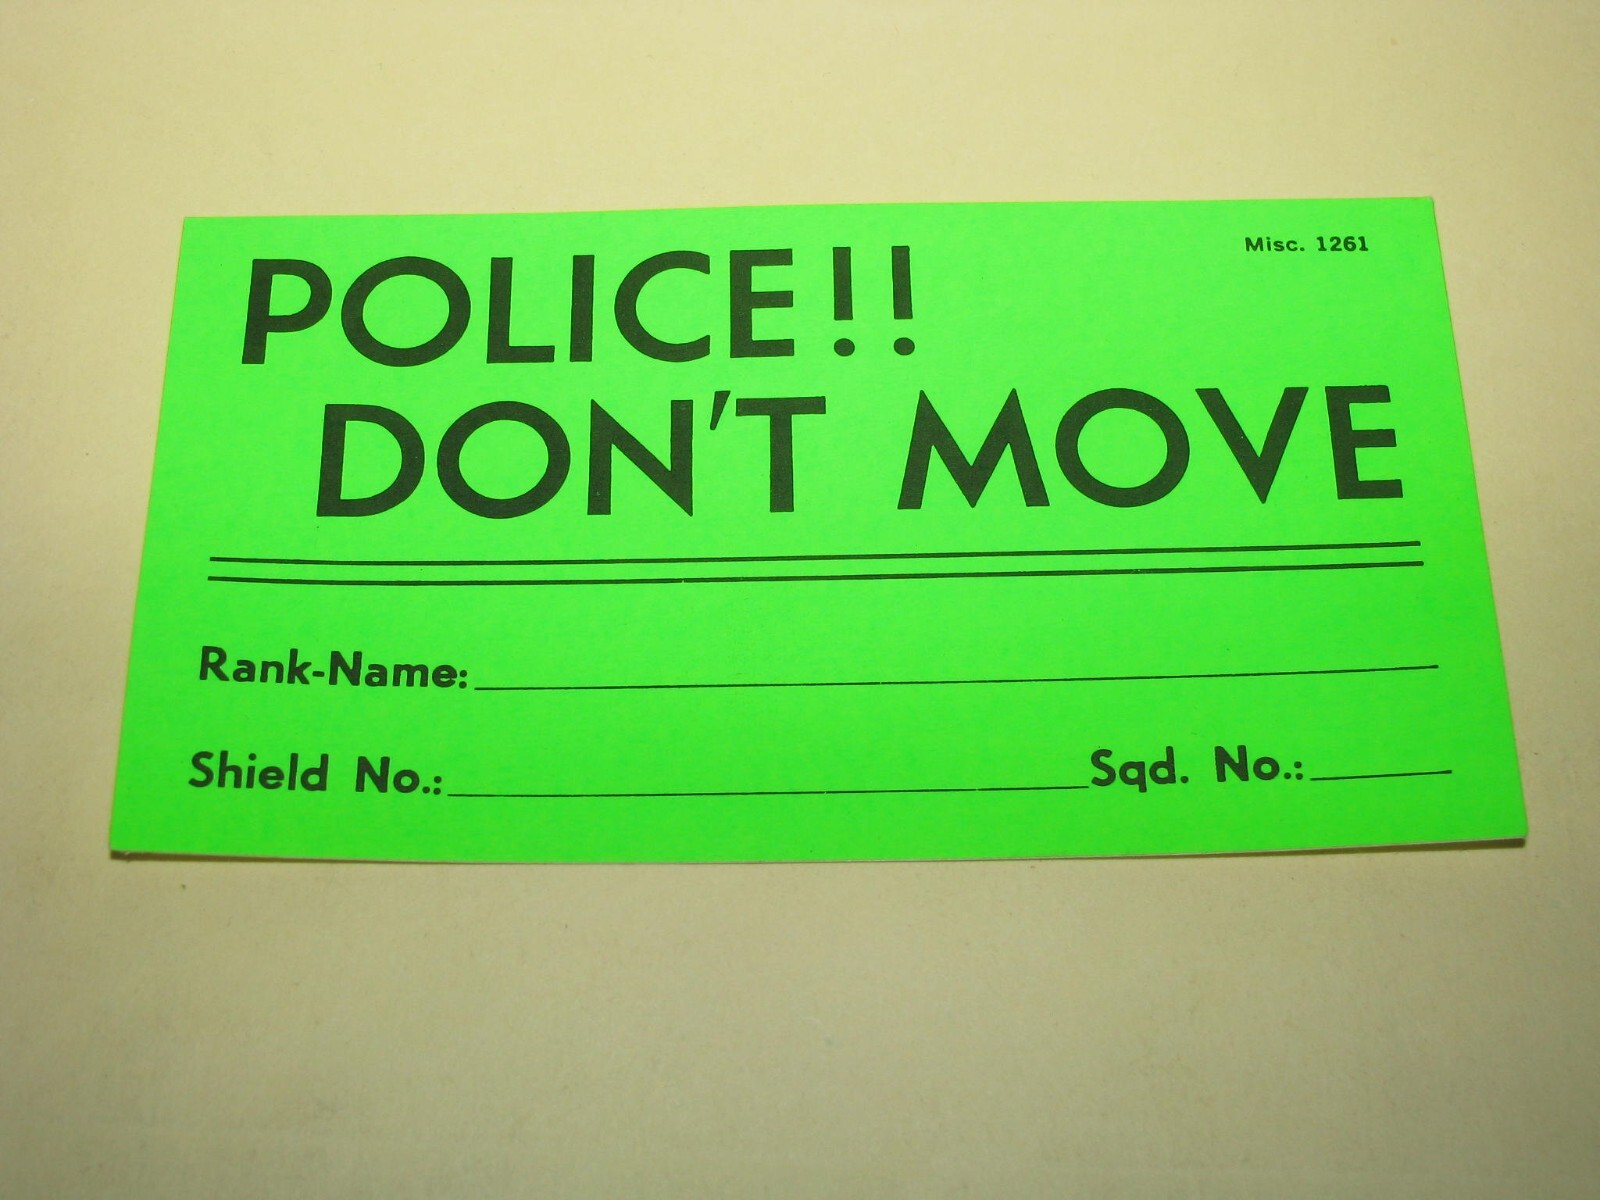 Misc. 1261
POLICE!!
DON'T MOVE
Rank-Name:
Shield No.: Sqd. No.: